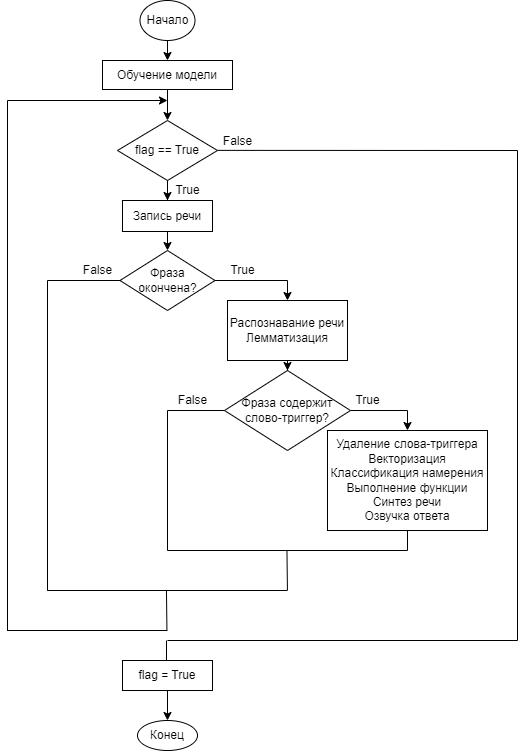 Начало
Обучение модели
flag == True
False
True
Запись речи
False
Фраза
окончена?
True
Распознавание речи
Лемматизация
False
Фраза содержит
слово-триггер?
True
Удаление слова-триггера
Векторизация
Классификация намерения
Выполнение функции
Синтез речи
Озвучка ответа
flag = True
Конец